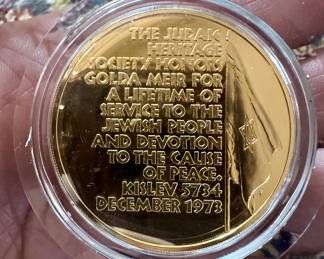 THE JUDAIC
HERITAGE
SOCIETY HONORS
GOLDA MEIR FOR
A LIFETIME OF
SERVICE TO THE
JEWISH PEOPLE
AND DEVOTION
TO THE CAUSE
OF PEACE.
KISLEV 5734
DECEMBER 1973